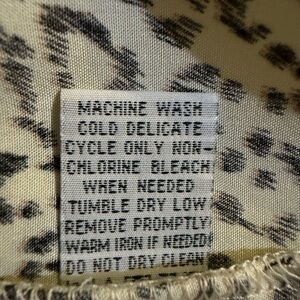 MACHINE WASH
COLD DELICATE
CYCLE ONLY NON-
CHLORINE BLEACH
WHEN NEEDED
TUMBLE DRY LOW
REMOVE PROMPTLY
WARM IRON IF NEEDED
DO NOT DRY CLEAN